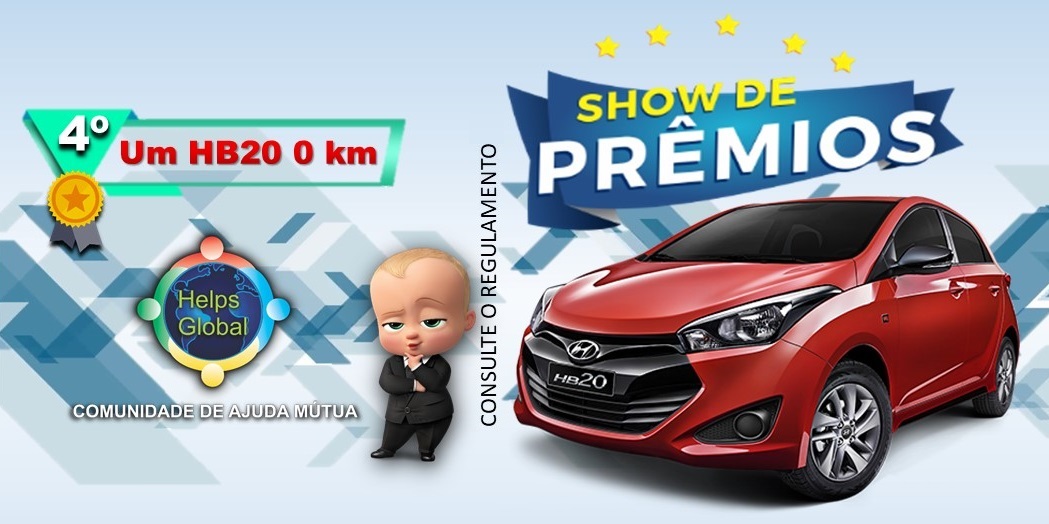 4º
Um HB20 0 km
Helps
Global
COMUNIDADE DE AJUDA MÚTUA
CONSULTE O REGULAMENTO
SHOW DE
PRÊMIOS
HB20